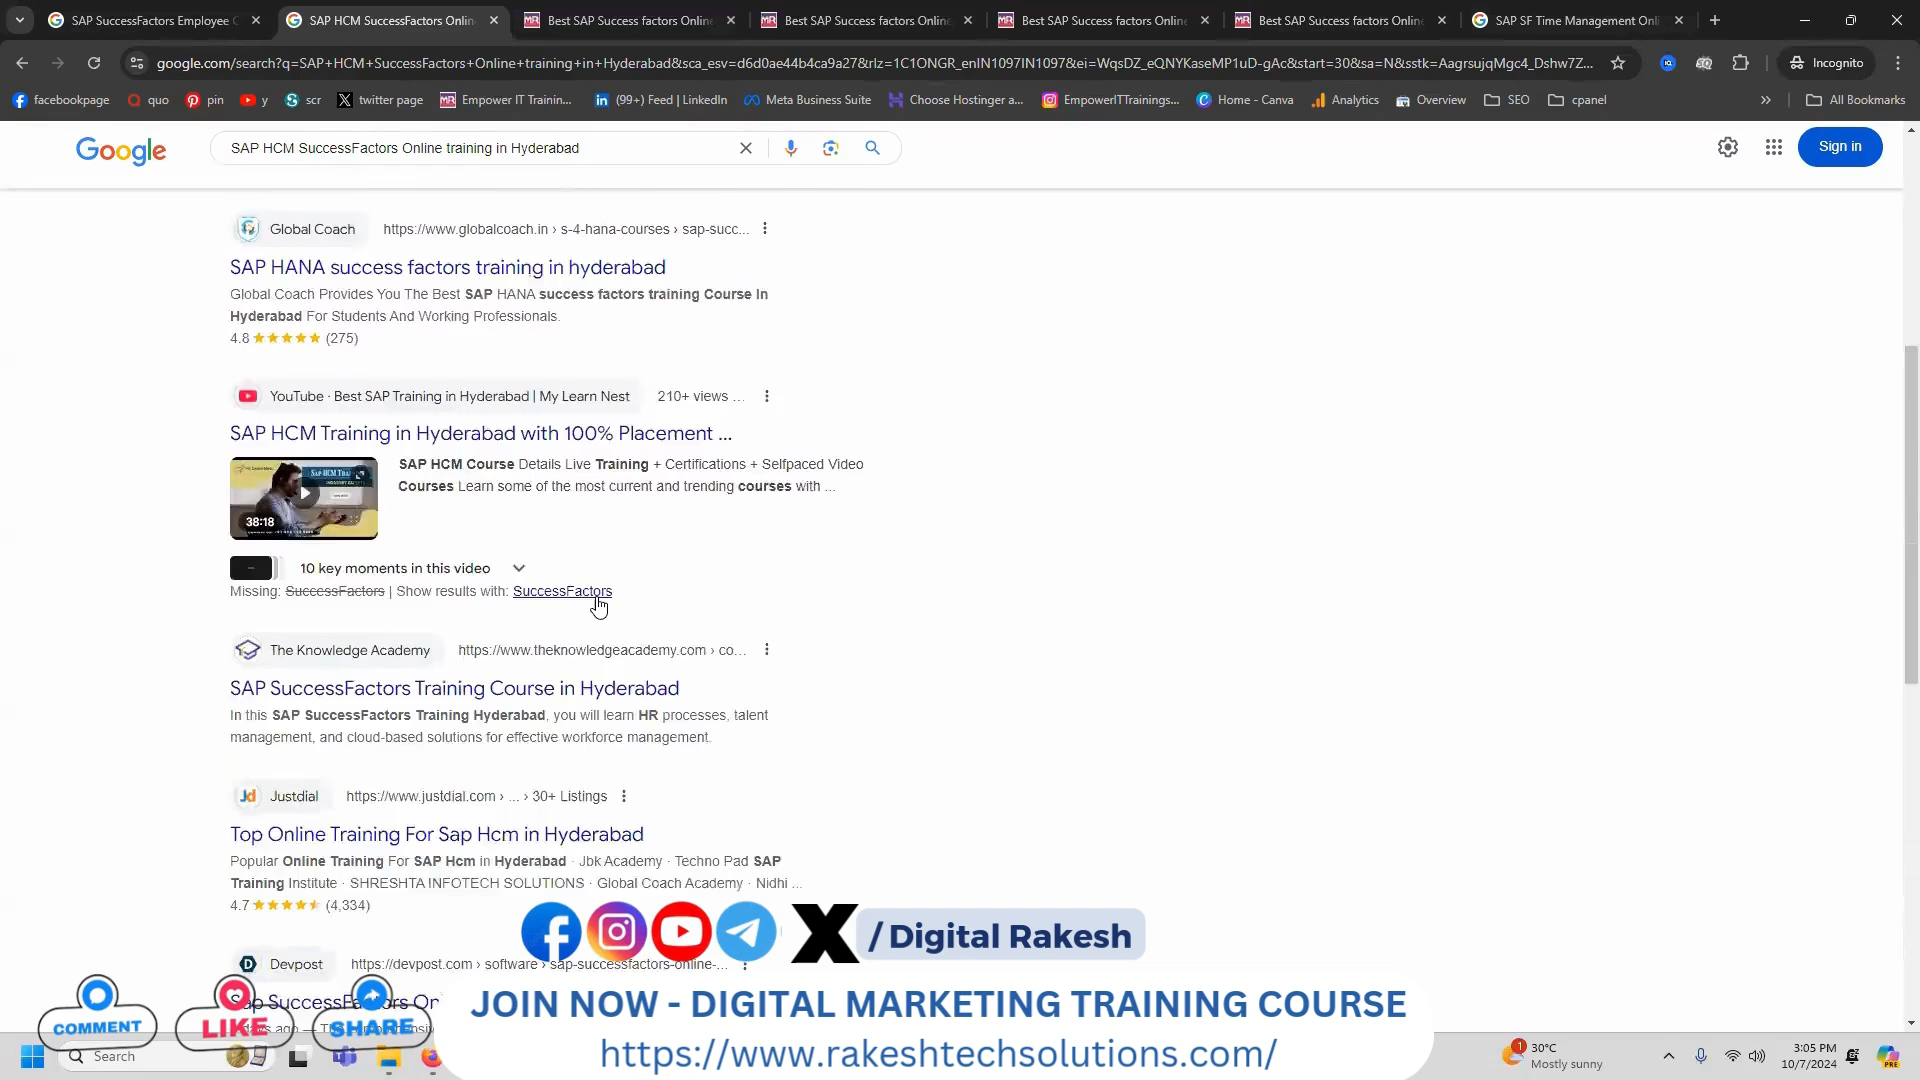 SAP SuccessFactors Employee C
SAP HCM SuccessFactors Onlin
Best SAP Success factors Online
Best SAP Success factors Online
Best SAP Success factors Online
Best SAP Success factors Online
SAP SF Time Management Onli
google.com/search?q=SAP+HCM+SuccessFactors+Online+training+in+Hyderabad&sca_esv=d6d0ae44b4ca9a27&rlz=1C1ONGR_enIN1097IN1097&ei=WqsDZ_eQNYKaseMP1uD-gAc&start=30&sa=N&sstk=AagrsujqMgc4_Dshw7Z...
Incognito
facebookpage
quo
pin
y
scr
twitter page
Empower IT Trainin...
(99+) Feed | LinkedIn
Meta Business Suite
Choose Hostinger a...
EmpowerITTrainings...
Home - Canva
Analytics
Overview
SEO
cpanel
All Bookmarks
Google
SAP HCM SuccessFactors Online training in Hyderabad
Sign in
Global Coach
https://www.globalcoach.in › s-4-hana-courses › sap-succ...
SAP HANA success factors training in hyderabad
Global Coach Provides You The Best SAP HANA success factors training Course In
Hyderabad For Students And Working Professionals.
4.8 ★★★★★ (275)
YouTube · Best SAP Training in Hyderabad | My Learn Nest
210+ views ...
SAP HCM Training in Hyderabad with 100% Placement ...
38:18
SAP HCM Course Details Live Training + Certifications + Selfpaced Video
Courses Learn some of the most current and trending courses with ...
10 key moments in this video
Missing: SuccessFactors | Show results with: SuccessFactors
The Knowledge Academy
https://www.theknowledgeacademy.com › co...
SAP SuccessFactors Training Course in Hyderabad
In this SAP SuccessFactors Training Hyderabad, you will learn HR processes, talent
management, and cloud-based solutions for effective workforce management.
Jd Justdial
https://www.justdial.com › ... › 30+ Listings
Top Online Training For Sap Hcm in Hyderabad
Popular Online Training For SAP Hcm in Hyderabad · Jbk Academy · Techno Pad SAP
Training Institute · SHRESHTA INFOTECH SOLUTIONS · Global Coach Academy · Nidhi ...
4.7 ★★★★★ (4,334)
/ Digital Rakesh
Devpost
https://devpost.com › software › sap-successfactors-online-...
Sap SuccessFactors On
COMMENT
LIKE
SHARE
JOIN NOW - DIGITAL MARKETING TRAINING COURSE
https://www.rakeshtechsolutions.com/
Search
1
30°C
Mostly sunny
3:05 PM
10/7/2024
PRE